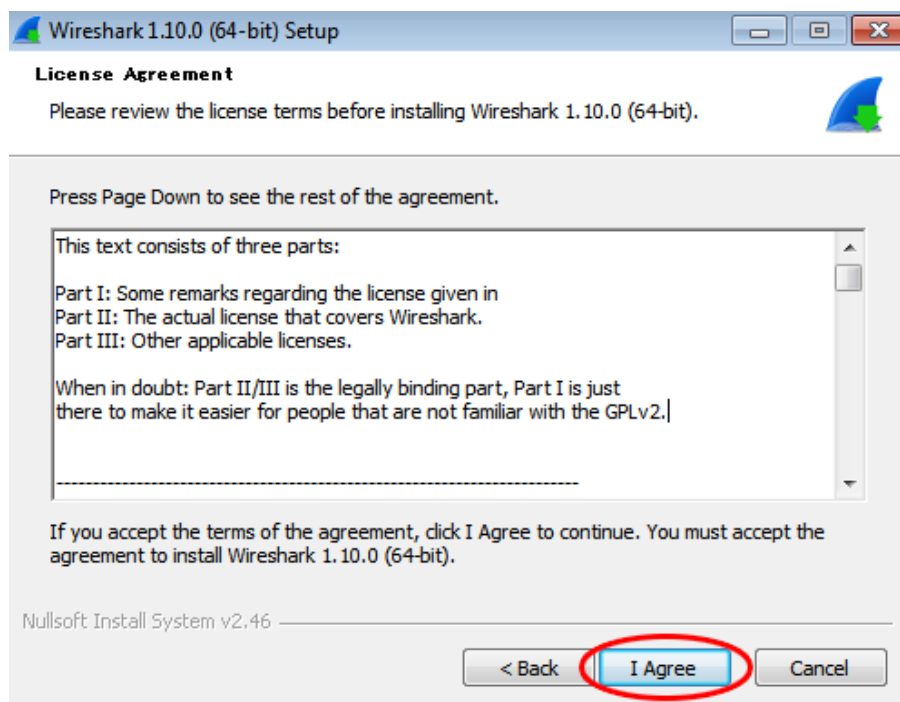 Wireshark 1.10.0 (64-bit) Setup
License Agreement
Please review the license terms before installing Wireshark 1.10.0 (64-bit).
Press Page Down to see the rest of the agreement.
This text consists of three parts:
Part I: Some remarks regarding the license given in
Part II: The actual license that covers Wireshark.
Part III: Other applicable licenses.
When in doubt: Part II/III is the legally binding part, Part I is just
there to make it easier for people that are not familiar with the GPLv2.
------------------------------------------------------------------------
If you accept the terms of the agreement, click I Agree to continue. You must accept the
agreement to install Wireshark 1.10.0 (64-bit).
Nullsoft Install System v2.46
< Back I Agree Cancel